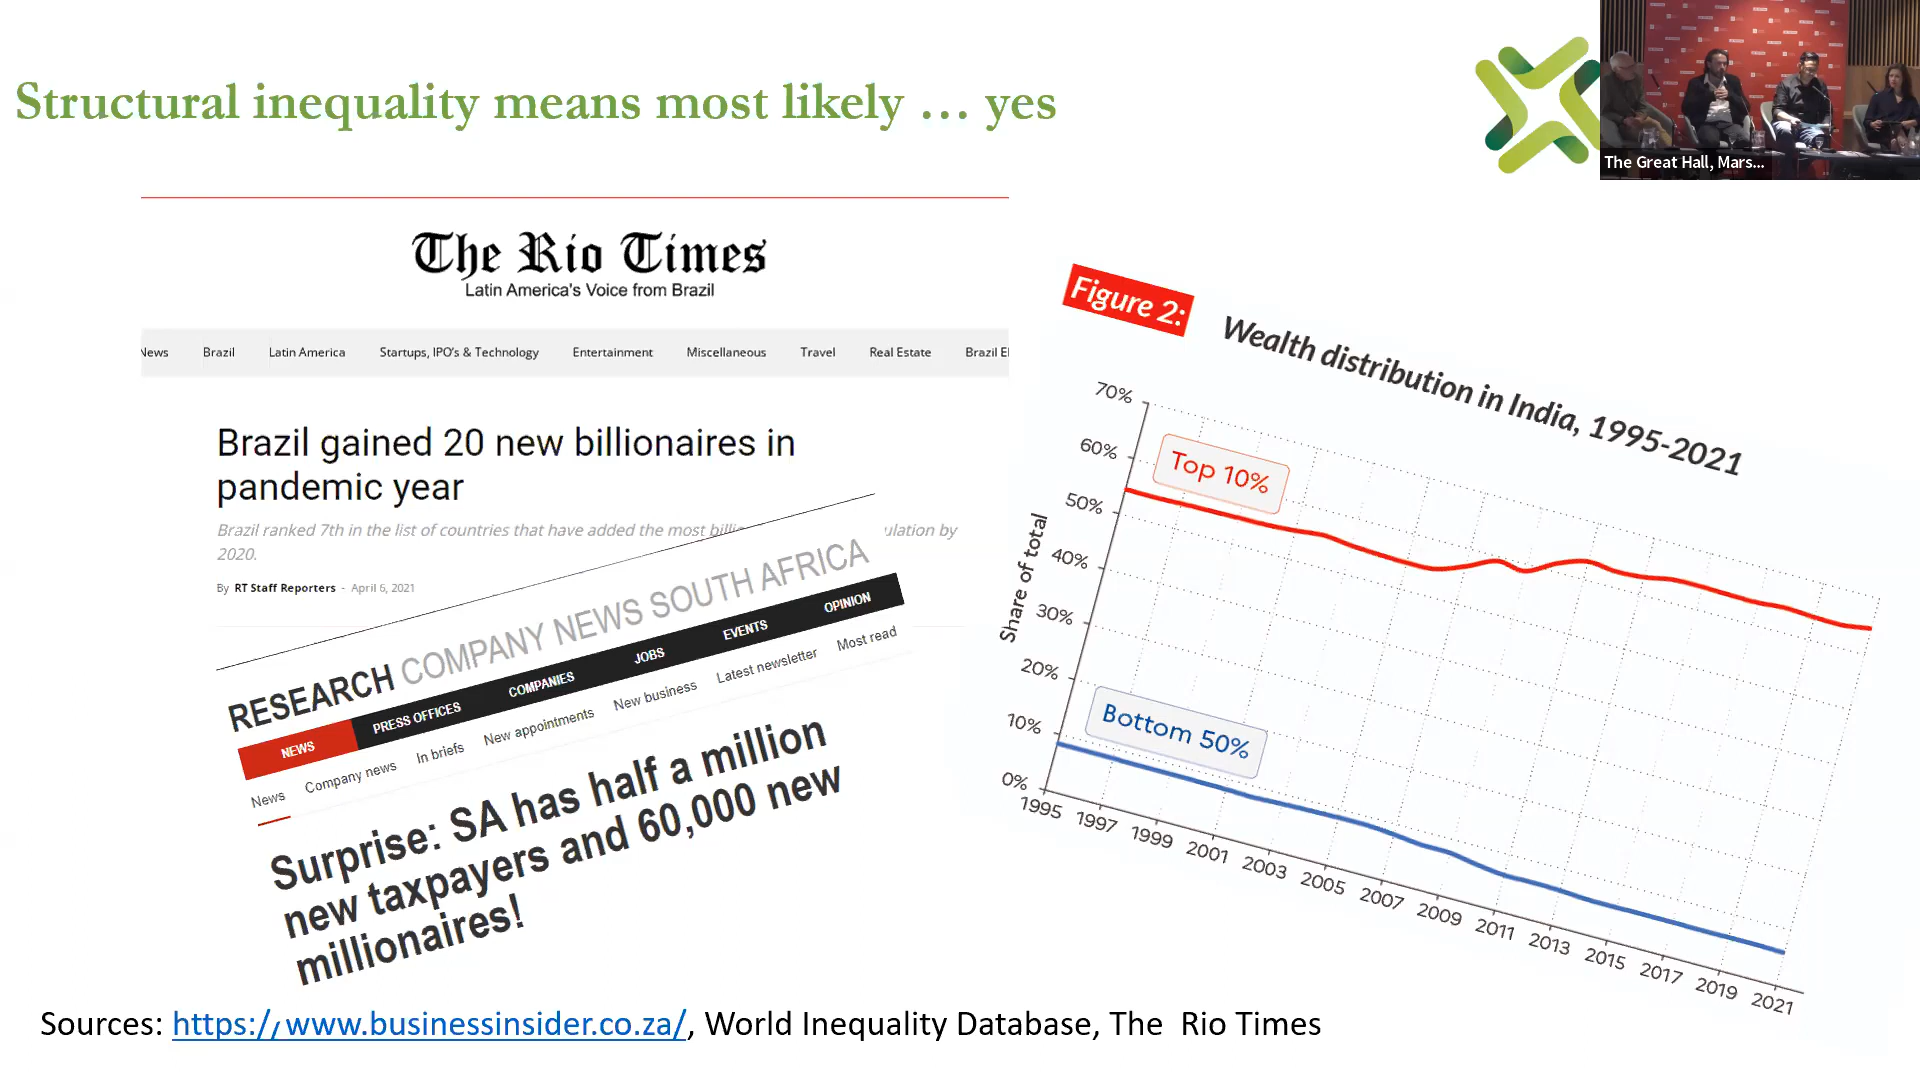 Structural inequality means most likely … yes
The Great Hall, Mars...
The Rio Times
Latin America's Voice from Brazil
News Brazil Latin America Startups, IPO's & Technology Entertainment Miscellaneous Travel Real Estate Brazil
Brazil gained 20 new billionaires in
pandemic year
Brazil ranked 7th in the list of countries that have added the most
2020.
By RT Staff Reporters - April 6, 2021
RESEARCH COMPANY NEWS SOUTH AFRICA
NEWS PRESS OFFICES COMPANIES JOBS EVENTS OPINION
News Company news In briefs New appointments New business Latest newsletter Most read
Surprise: SA has half a million
new taxpayers and 60,000 new
millionaires!
Figure 2: Wealth distribution in India, 1995-2021
Share of total
70%
60%
50%
40%
30%
20%
10%
0%
Top 10%
Bottom 50%
1995 1997 1999 2001 2003 2005 2007 2009 2011 2013 2015 2017 2019 2021
Sources: https://www.businessinsider.co.za/, World Inequality Database, The Rio Times